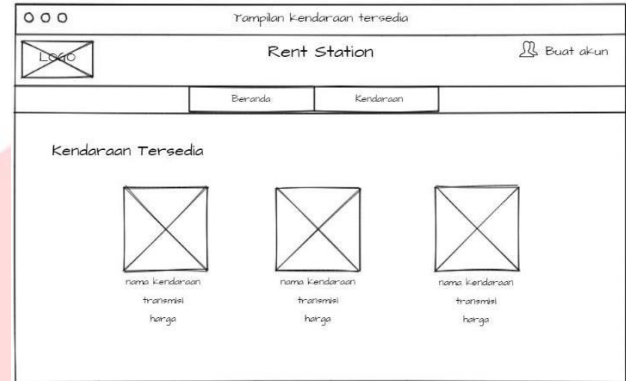 Tampilan kendaraan tersedia
LOGO
Rent Station
Buat akun
Beranda
Kendaraan
Kendaraan Tersedia
nama kendaraan
transmisi
harga
nama kendaraan
transmisi
harga
nama kendaraan
transmisi
harga